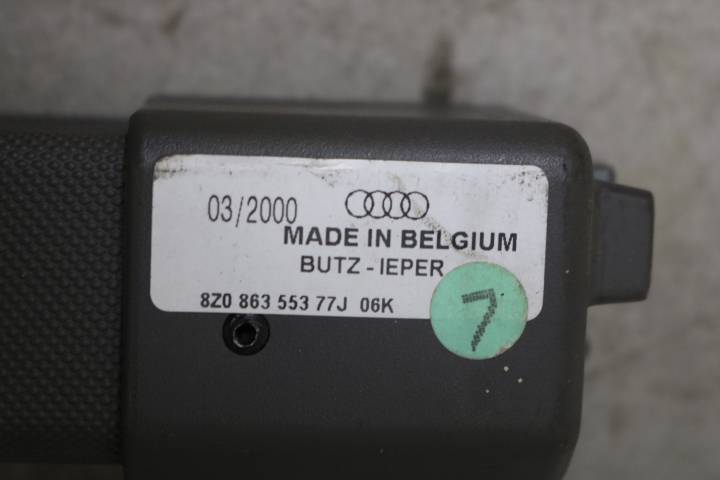 03/2000
MADE IN BELGIUM
BUTZ - IEPER
8Z0 863 553 77J 06K
7